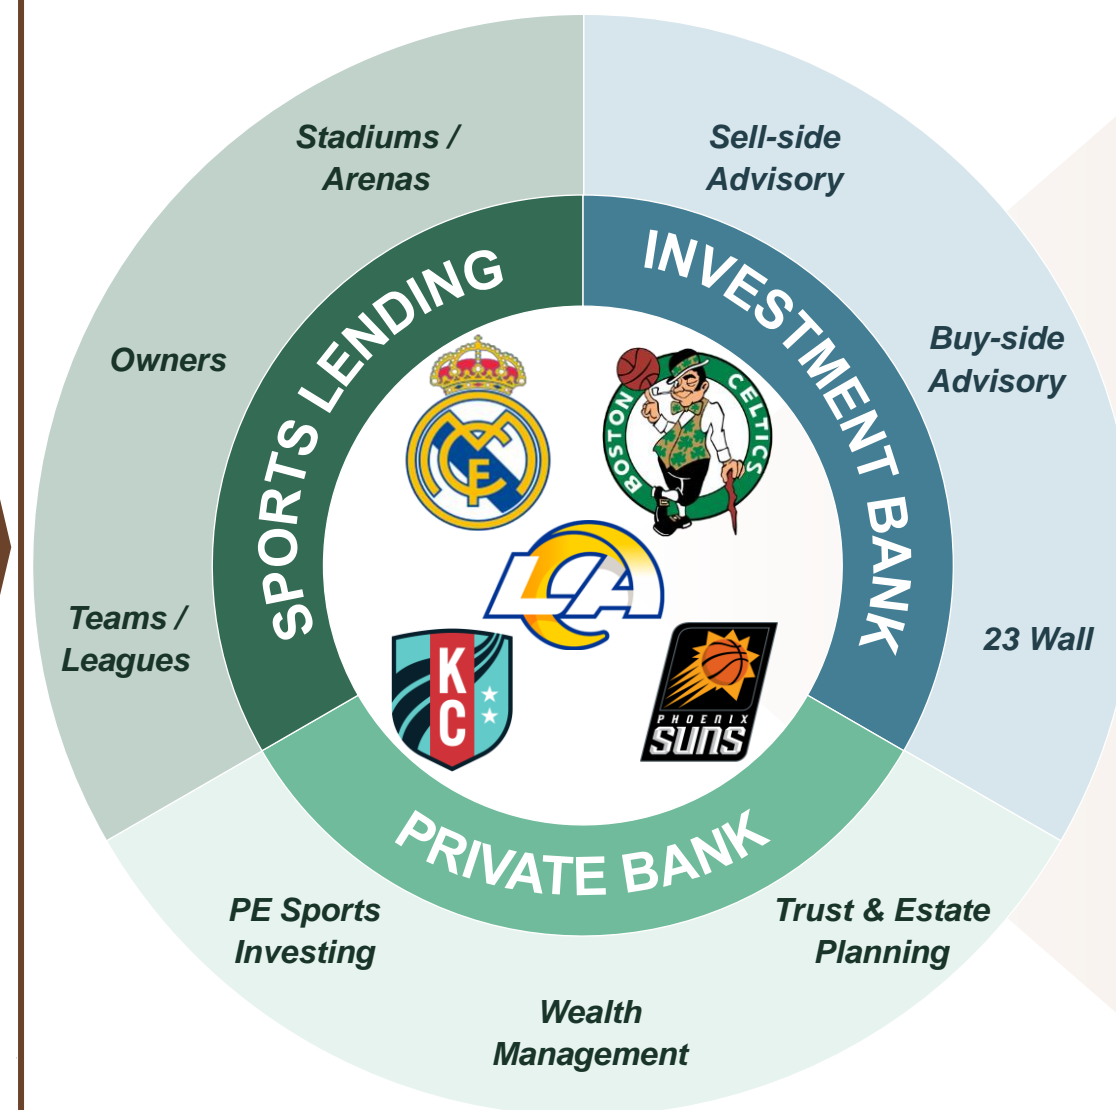 Stadiums /
Arenas
Owners
Teams /
Leagues
SPORTS LENDING
Sell-side
Advisory
Buy-side
Advisory
23 Wall
INVESTMENT BANK
BOSTON
CELTICS
LA
KC
PHOENIX
SUNS
PRIVATE BANK
PE Sports
Investing
Wealth
Management
Trust & Estate
Planning